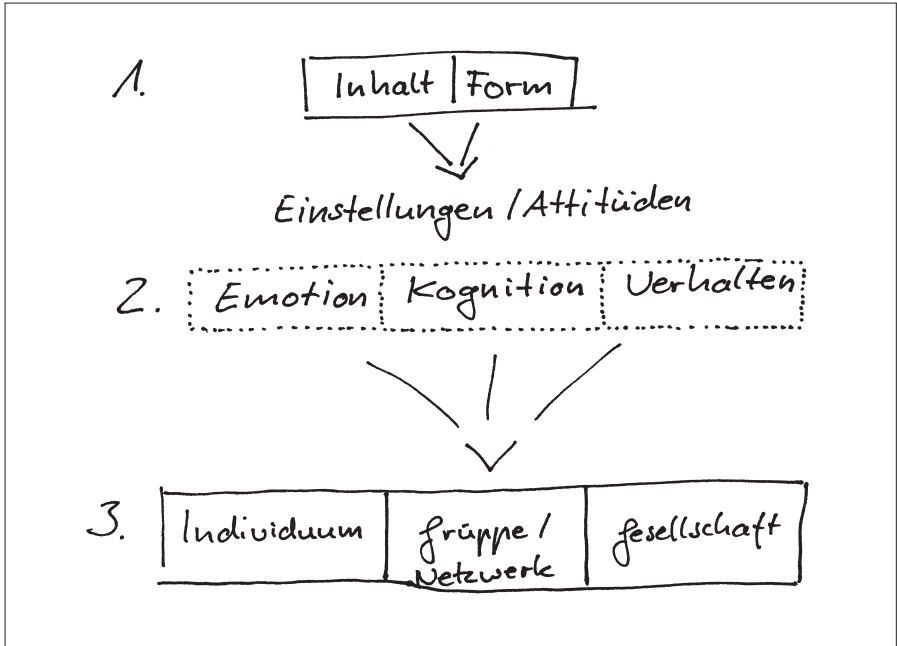 1.
Inhalt | Form
Einstellungen / Attitüden
2. Emotion Kognition Verhalten
3. Individuum Gruppe / Gesellschaft
Netzwerk